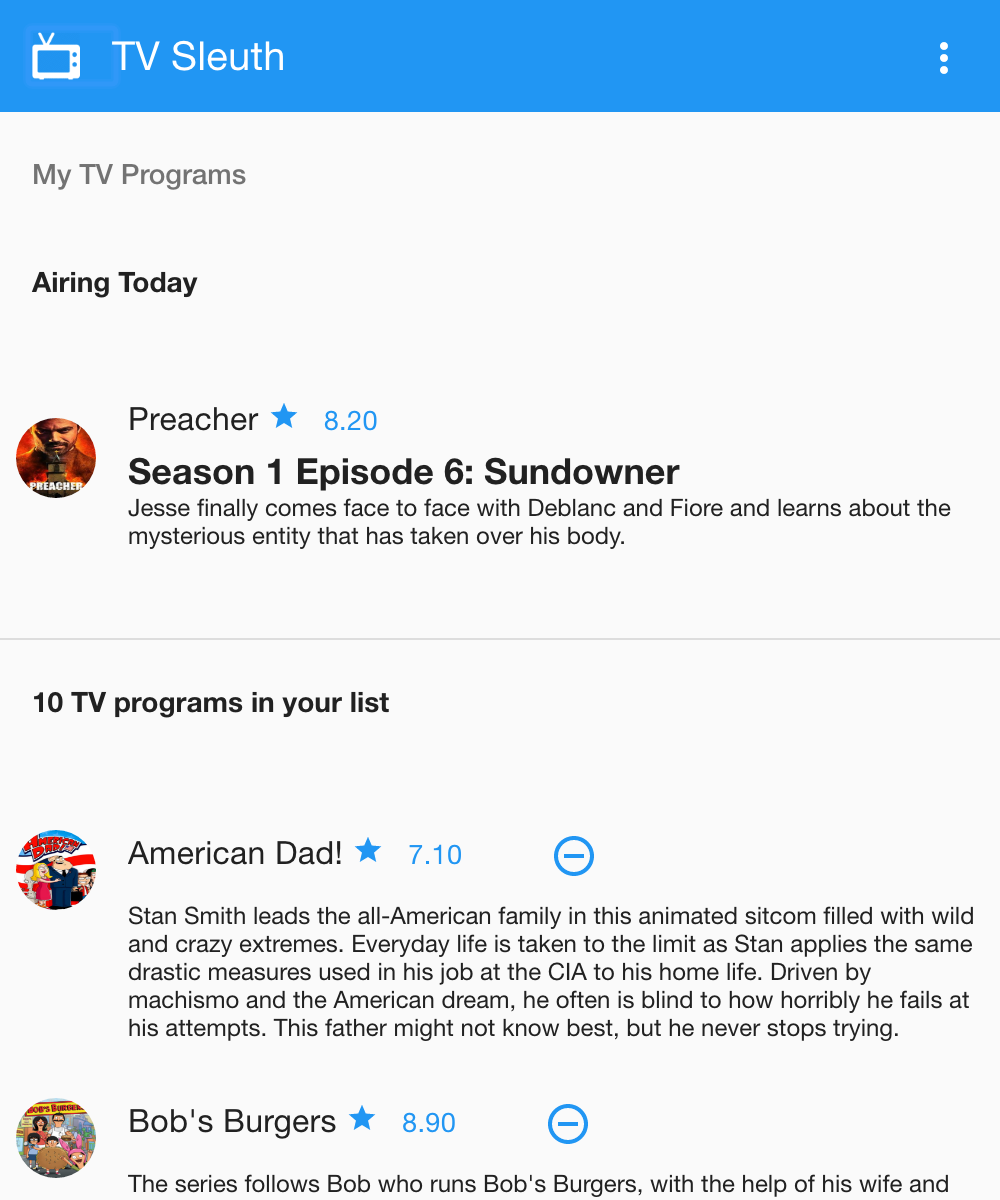 TV Sleuth
My TV Programs
Airing Today
Preacher 8.20
PREACHER
Season 1 Episode 6: Sundowner
Jesse finally comes face to face with Deblanc and Fiore and learns about the
mysterious entity that has taken over his body.
10 TV programs in your list
American Dad! 7.10
AMERICAN
DAD!
Stan Smith leads the all-American family in this animated sitcom filled with wild
and crazy extremes. Everyday life is taken to the limit as Stan applies the same
drastic measures used in his job at the CIA to his home life. Driven by
machismo and the American dream, he often is blind to how horribly he fails at
his attempts. This father might not know best, but he never stops trying.
Bob's Burgers 8.90
BOB'S BURGERS
The series follows Bob who runs Bob's Burgers, with the help of his wife and